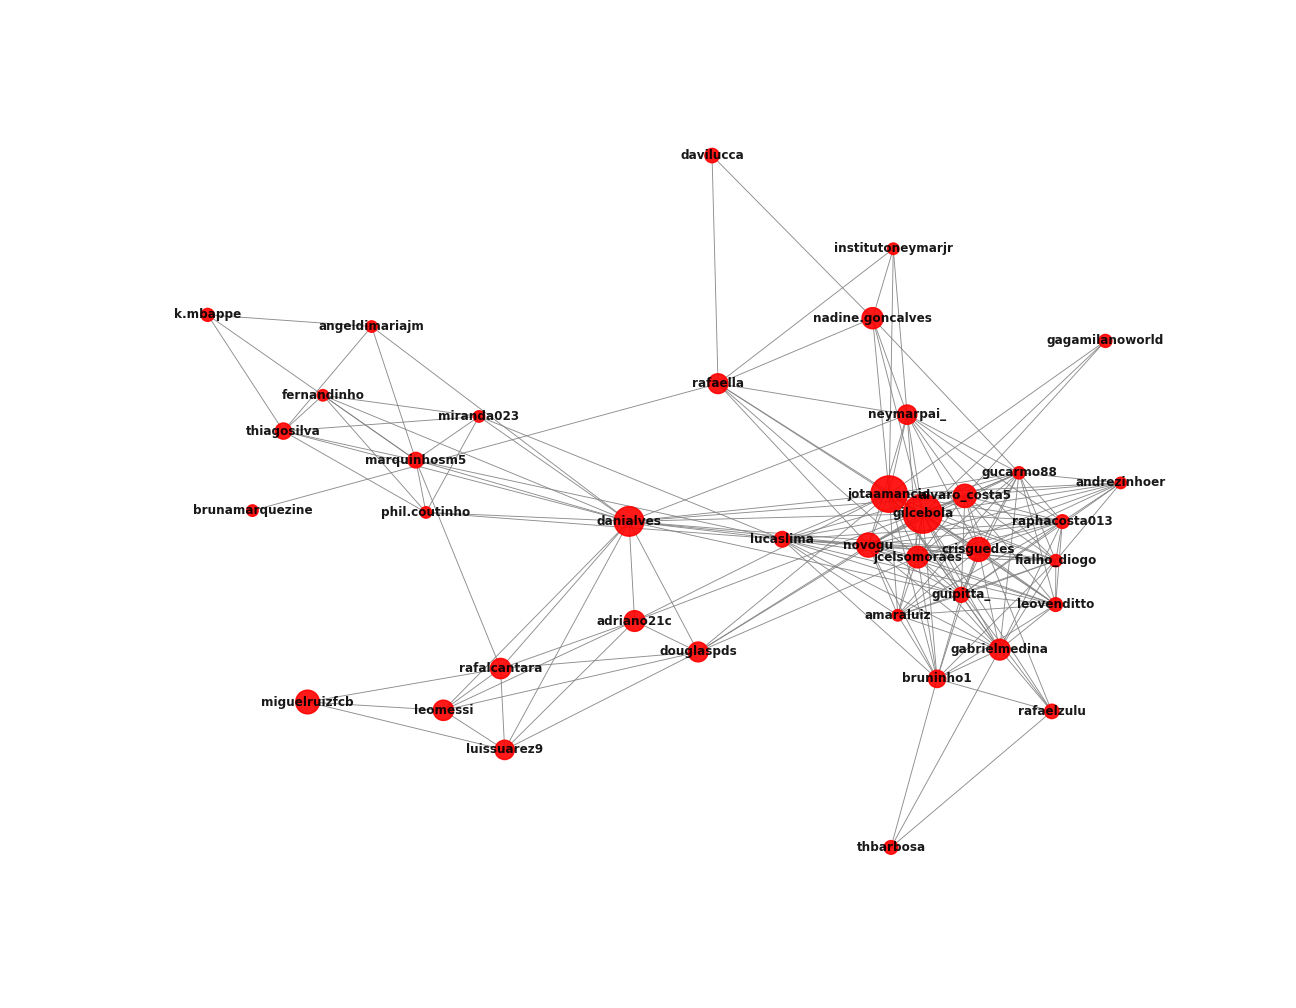 davilucca
institutoneymarjr
k.mbappe
nadine.goncalves
angeldimariajm
gagamilanoworld
rafaella
fernandinho
neymarpai_
miranda023
thiagosilva
marquinhosm5
gucarmo88
andrezinhoer
jotaamancio
alvaro_costa5
brunamarquezine
phil.coutinho
gilcebola
danialves
raphacosta013
lucaslima
novogu
crisguedes
jcelsomoraes
fialho_diogo
guipitta_
leovenditto
amaraluiz
adriano21c
douglaspds
gabrielmedina
rafalcantara
bruninho1
miguelruizfcb
leomessi
rafaelzulu
luissuarez9
thbarbosa